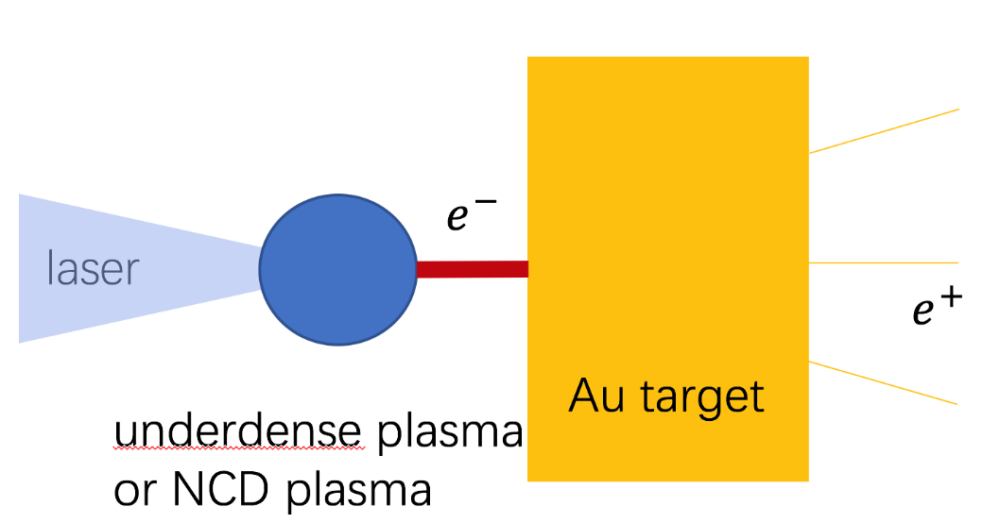 laser
e⁻
e⁺
Au target
underdense plasma
or NCD plasma